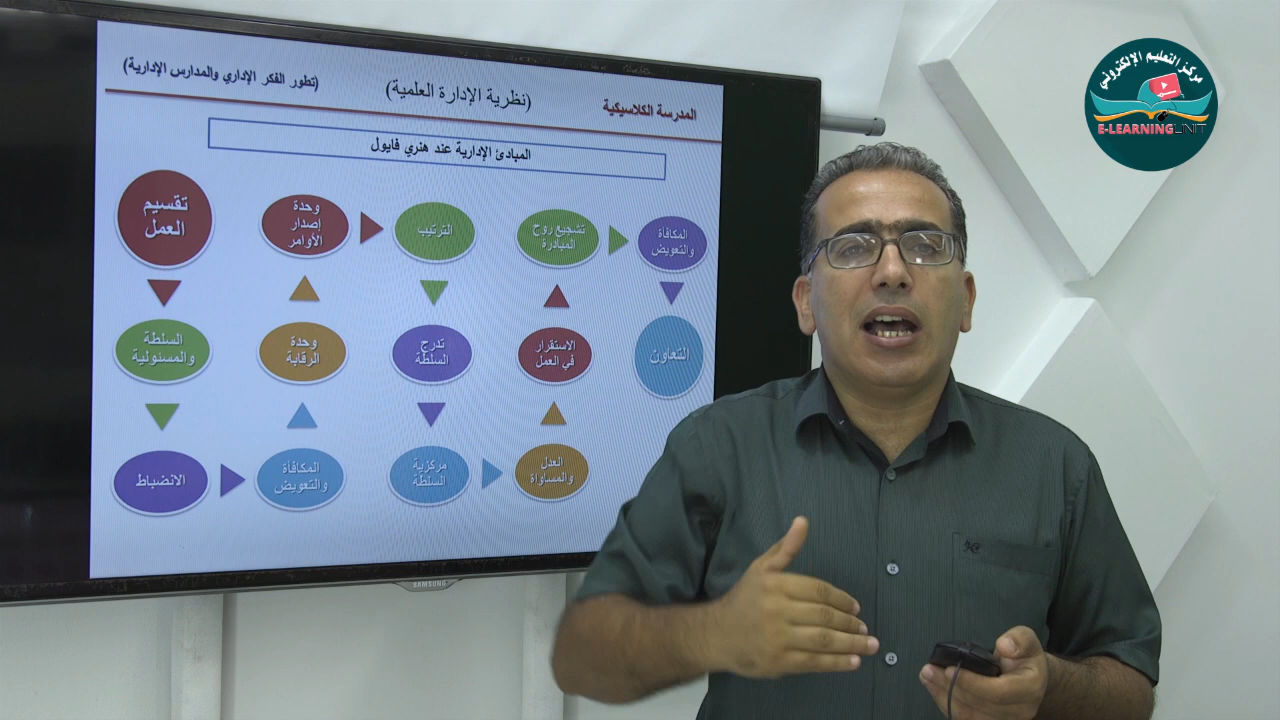 مركز التعليم الإلكتروني
E-LEARNING UNIT
المدرسة الكلاسيكية
(نظرية الإدارة العلمية)
(تطور الفكر الإداري والمدارس الإدارية)
المبادئ الإدارية عند هنري فايول
تقسيم
العمل
السلطة
والمسئولية
الانضباط
المكافأة
والتعويض
وحدة
الرقابة
وحدة
إصدار
الأوامر
الترتيب
تدرج
السلطة
مركزية
السلطة
العدل
والمساواة
الاستقرار
في العمل
تشجيع روح
المبادرة
المكافأة
والتعويض
التعاون
SAMSUNG